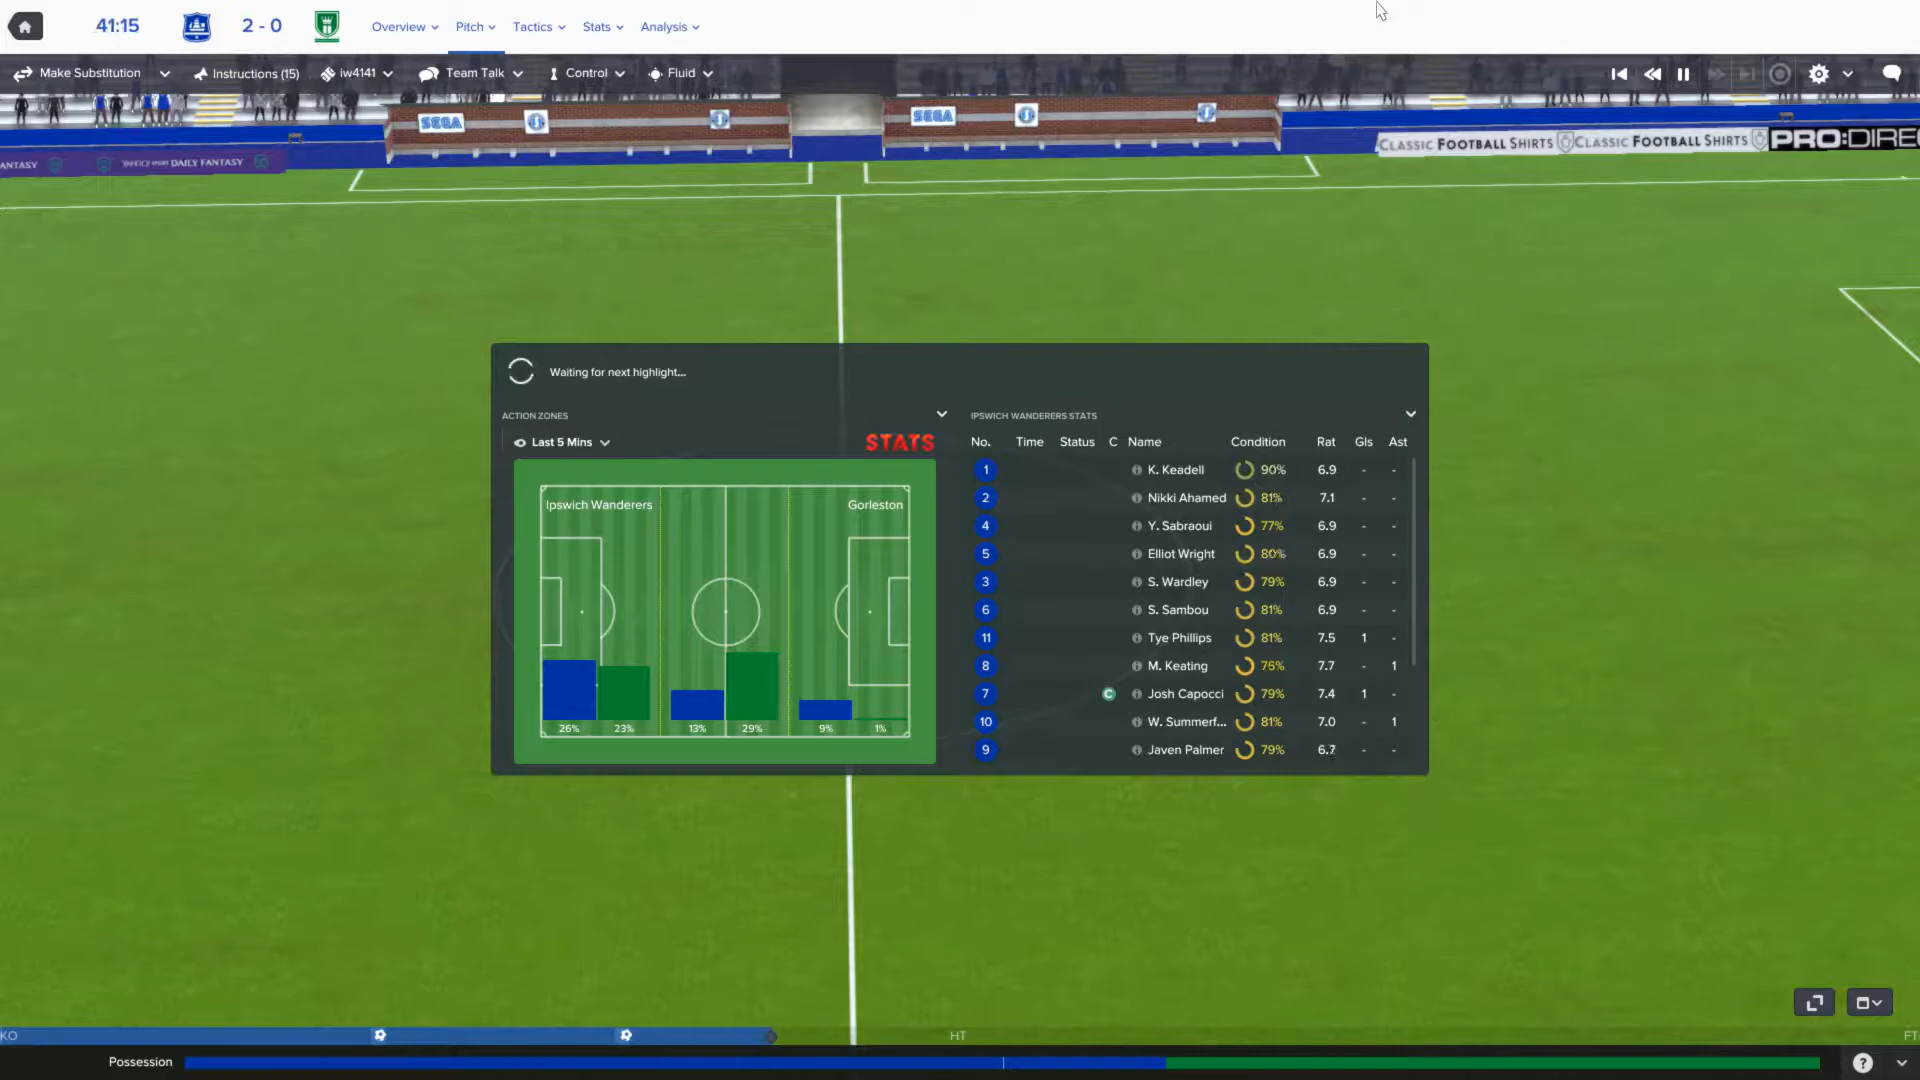 41:15 2 - 0 Overview Pitch Tactics Stats Analysis
Make Substitution Instructions (15) iw4141 Team Talk Control Fluid
SEGA SEGA
ANTASY DAILY FANTASY CLASSIC FOOTBALL SHIRTS CLASSIC FOOTBALL SHIRTS PRO:DIREC
Waiting for next highlight...
ACTION ZONES
Last 5 Mins STATS
Ipswich Wanderers Gorleston
26% 23% 13% 29% 9% 1%
IPSWICH WANDERERS STATS
No. Time Status C Name Condition Rat Gls Ast
1 K. Keadell 90% 6.9 - -
2 Nikki Ahamed 81% 7.1 - -
4 Y. Sabraoui 77% 6.9 - -
5 Elliot Wright 80% 6.9 - -
3 S. Wardley 79% 6.9 - -
6 S. Sambou 81% 6.9 - -
11 Tye Phillips 81% 7.5 1 -
8 M. Keating 76% 7.7 - 1
7 C Josh Capocci 79% 7.4 1 -
10 W. Summerf... 81% 7.0 - 1
9 Javen Palmer 79% 6.7 - -
KO HT FT
Possession ?